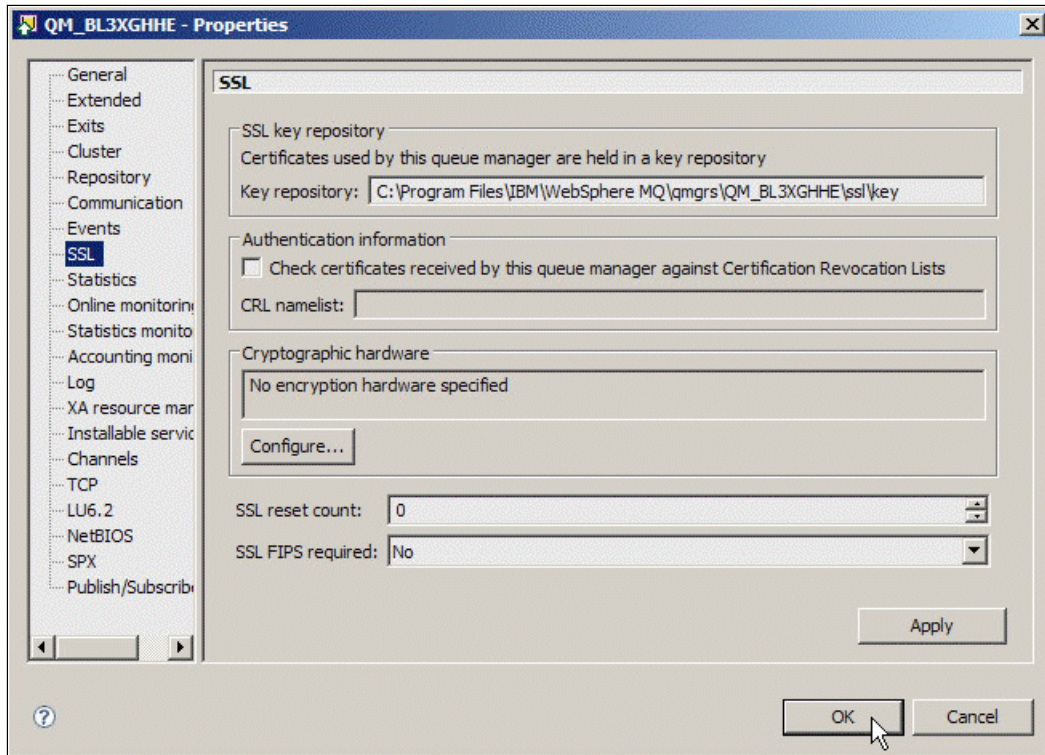 QM_BL3XGHHE - Properties
General
Extended
Exits
Cluster
Repository
Communication
Events
SSL
Statistics
Online monitoring
Statistics monito
Accounting moni
Log
XA resource mar
Installable servic
Channels
TCP
LU6.2
NetBIOS
SPX
Publish/Subscribe
SSL
SSL key repository
Certificates used by this queue manager are held in a key repository
Key repository: C:\Program Files\IBM\WebSphere MQ\qmgrs\QM_BL3XGHHE\ssl\key
Authentication information
Check certificates received by this queue manager against Certification Revocation Lists
CRL namelist:
Cryptographic hardware
No encryption hardware specified
Configure...
SSL reset count: 0
SSL FIPS required: No
Apply
?
OK
Cancel